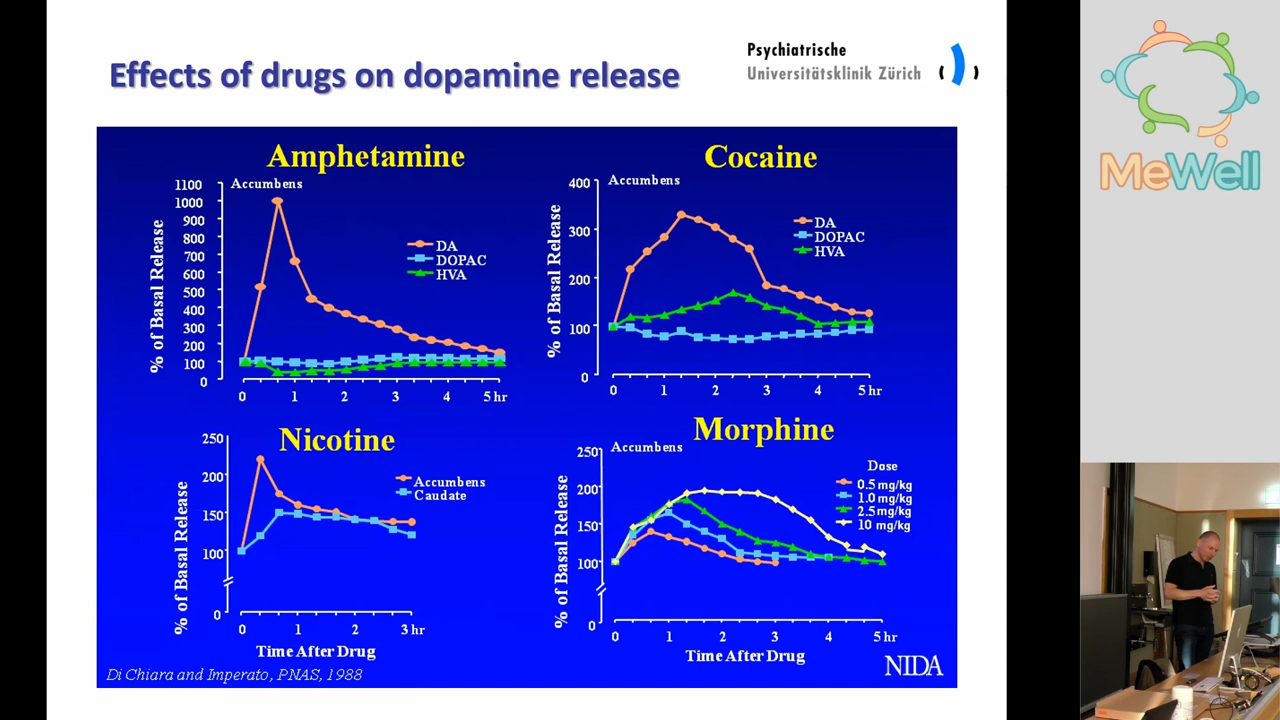 Effects of drugs on dopamine release
Psychiatrische
Universitätsklinik Zürich
MeWell
Amphetamine
Accumbens
% of Basal Release
1100
1000
900
800
700
600
500
400
300
200
100
0
DA
DOPAC
HVA
0 1 2 3 4 5 hr
Cocaine
Accumbens
% of Basal Release
400
300
200
100
0
DA
DOPAC
HVA
0 1 2 3 4 5 hr
Nicotine
% of Basal Release
250
200
150
100
0
Accumbens
Caudate
0 1 2 3 hr
Time After Drug
Morphine
Accumbens
% of Basal Release
250
200
150
100
0
Dose
0.5 mg/kg
1.0 mg/kg
2.5mg/kg
10 mg/kg
0 1 2 3 4 5 hr
Time After Drug
Di Chiara and Imperato, PNAS, 1988
NIDA